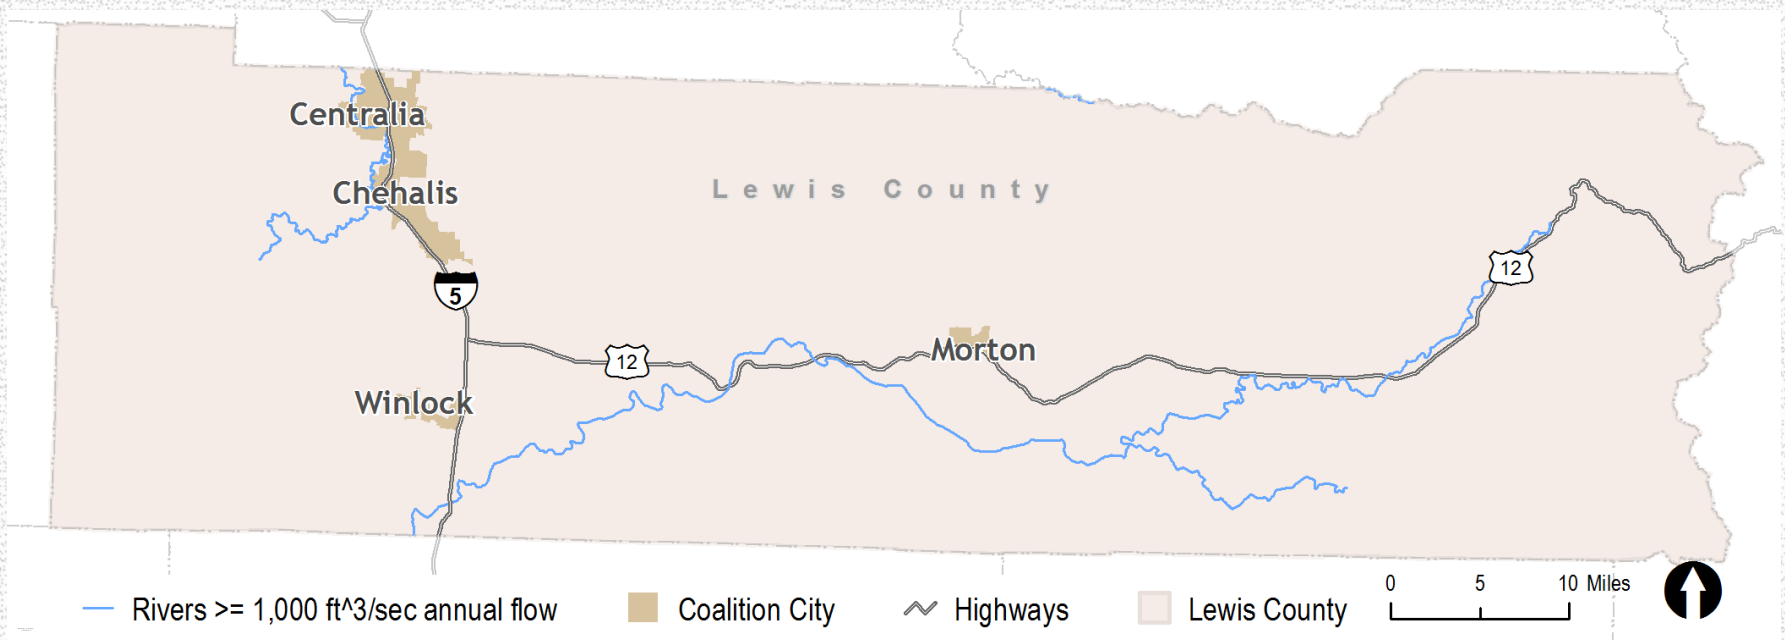 Centralia
Chehalis
Lewis County
5
12
12
Morton
Winlock
Rivers >= 1,000 ft^3/sec annual flow
Coalition City
Highways
Lewis County
0 5 10 Miles